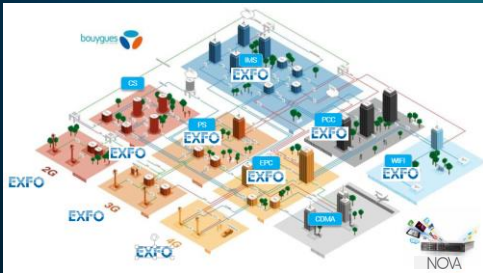 bouygues
IMS
EXFO
CS
PS
EXFO
EXFO
PCC
EXFO
EPC
EXFO
WIFI
EXFO
2G
EXFO
3G
EXFO
CDMA
4G
EXFO
NOVA